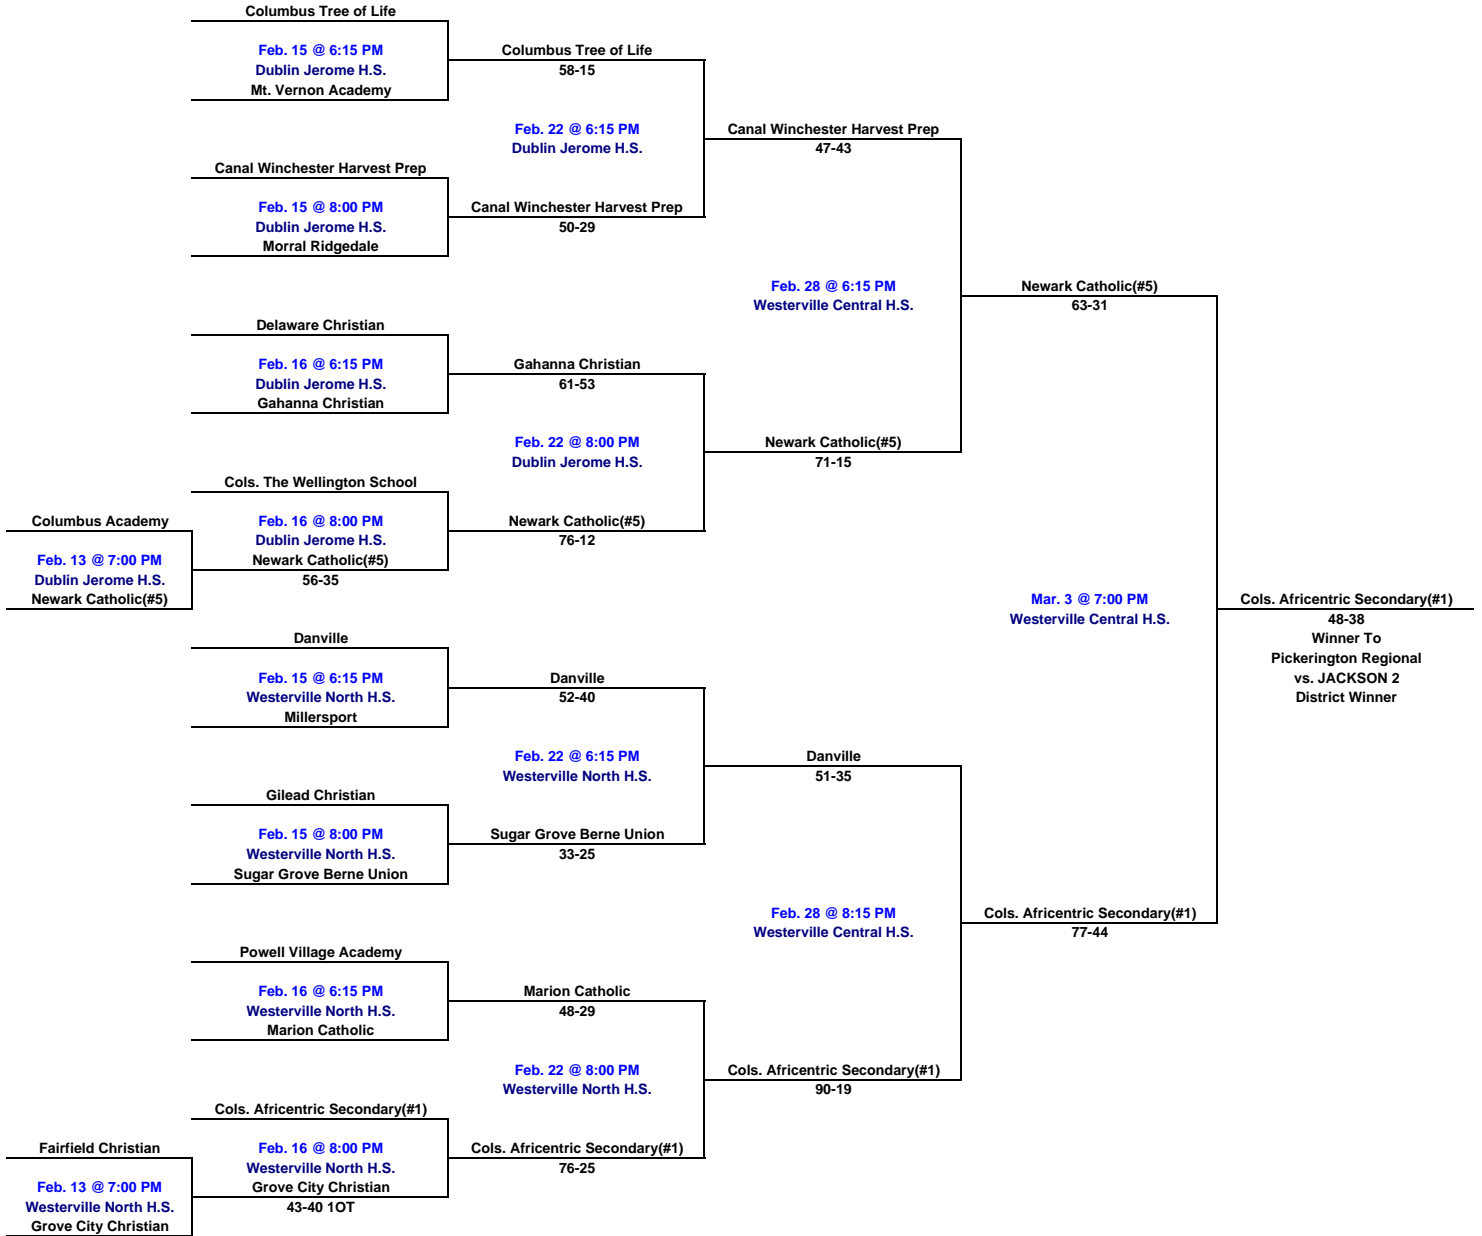 Columbus Tree of Life
Feb. 15 @ 6:15 PM
Dublin Jerome H.S.
Mt. Vernon Academy
Columbus Tree of Life
58-15
Feb. 22 @ 6:15 PM
Dublin Jerome H.S.
Canal Winchester Harvest Prep
47-43
Canal Winchester Harvest Prep
Feb. 15 @ 8:00 PM
Dublin Jerome H.S.
Morral Ridgedale
Canal Winchester Harvest Prep
50-29
Feb. 28 @ 6:15 PM
Westerville Central H.S.
Newark Catholic(#5)
63-31
Delaware Christian
Feb. 16 @ 6:15 PM
Dublin Jerome H.S.
Gahanna Christian
Gahanna Christian
61-53
Feb. 22 @ 8:00 PM
Dublin Jerome H.S.
Newark Catholic(#5)
71-15
Cols. The Wellington School
Feb. 16 @ 8:00 PM
Dublin Jerome H.S.
Newark Catholic(#5)
56-35
Columbus Academy
Feb. 13 @ 7:00 PM
Dublin Jerome H.S.
Newark Catholic(#5)
Newark Catholic(#5)
76-12
Mar. 3 @ 7:00 PM
Westerville Central H.S.
Cols. Africentric Secondary(#1)
48-38
Winner To
Pickerington Regional
vs. JACKSON 2
District Winner
Danville
Feb. 15 @ 6:15 PM
Westerville North H.S.
Millersport
Danville
52-40
Feb. 22 @ 6:15 PM
Westerville North H.S.
Danville
51-35
Gilead Christian
Feb. 15 @ 8:00 PM
Westerville North H.S.
Sugar Grove Berne Union
Sugar Grove Berne Union
33-25
Feb. 28 @ 8:15 PM
Westerville Central H.S.
Cols. Africentric Secondary(#1)
77-44
Powell Village Academy
Feb. 16 @ 6:15 PM
Westerville North H.S.
Marion Catholic
Marion Catholic
48-29
Feb. 22 @ 8:00 PM
Westerville North H.S.
Cols. Africentric Secondary(#1)
90-19
Cols. Africentric Secondary(#1)
Feb. 16 @ 8:00 PM
Westerville North H.S.
Grove City Christian
43-40 1OT
Cols. Africentric Secondary(#1)
76-25
Fairfield Christian
Feb. 13 @ 7:00 PM
Westerville North H.S.
Grove City Christian